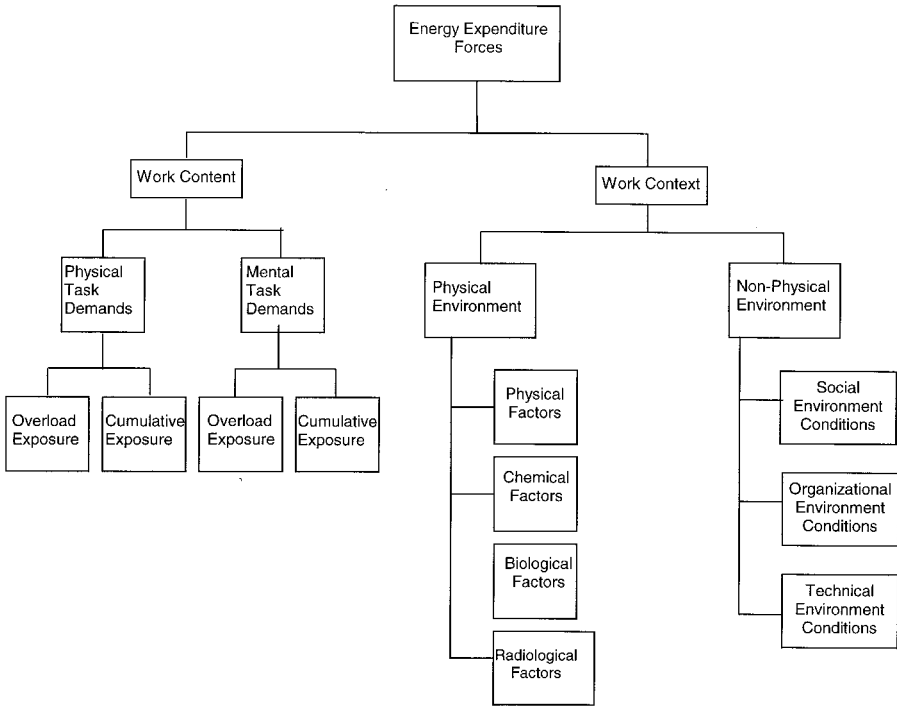 Energy Expenditure
Forces
Work Content
Work Context
Physical
Task
Demands
Mental
Task
Demands
Physical
Environment
Non-Physical
Environment
Overload
Exposure
Cumulative
Exposure
Overload
Exposure
Cumulative
Exposure
Physical
Factors
Chemical
Factors
Biological
Factors
Radiological
Factors
Social
Environment
Conditions
Organizational
Environment
Conditions
Technical
Environment
Conditions